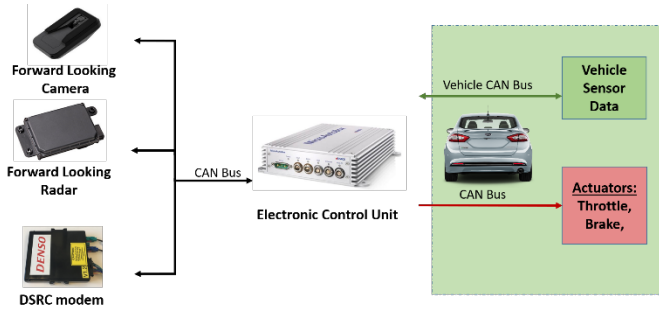 Forward Looking
Camera
Forward Looking
Radar
DENSO
DSRC modem
CAN Bus
Electronic Control Unit
Vehicle CAN Bus
CAN Bus
Vehicle
Sensor
Data
Actuators:
Throttle,
Brake,